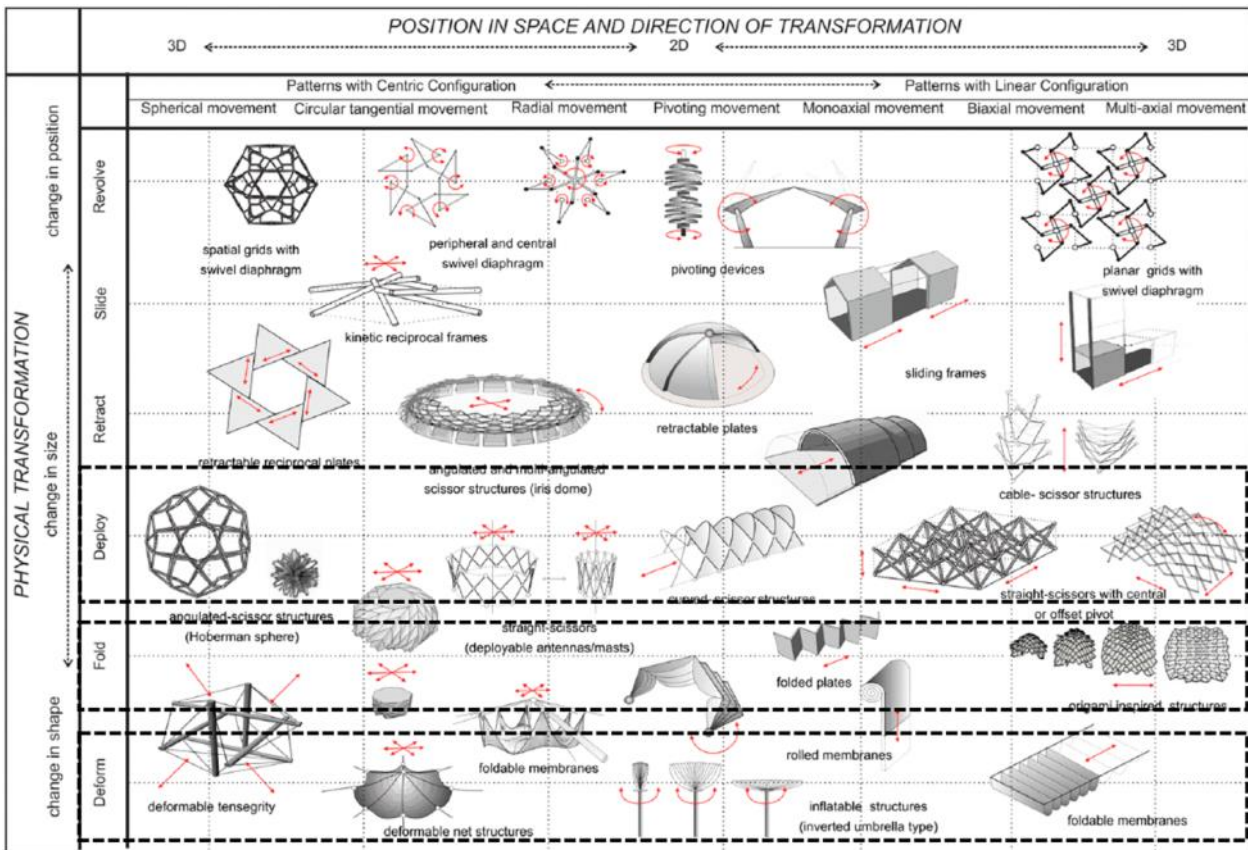 POSITION IN SPACE AND DIRECTION OF TRANSFORMATION
3D
2D
3D
Patterns with Centric Configuration
Patterns with Linear Configuration
Spherical movement
Circular tangential movement
Radial movement
Pivoting movement
Monoaxial movement
Biaxial movement
Multi-axial movement
PHYSICAL TRANSFORMATION
change in position
change in size
change in shape
Revolve
Slide
Retract
Deploy
Fold
Deform
spatial grids with
swivel diaphragm
peripheral and central
swivel diaphragm
pivoting devices
planar grids with
swivel diaphragm
kinetic reciprocal frames
sliding frames
retractable reciprocal plates
angulated and multi-angulated
scissor structures (iris dome)
retractable plates
cable- scissor structures
angulated-scissor structures
(Hoberman sphere)
straight-scissors
(deployable antennas/masts)
curved-scissor structures
straight-scissors with central
or offset pivot
folded plates
origami inspired structures
deformable tensegrity
foldable membranes
rolled membranes
deformable net structures
inflatable structures
(inverted umbrella type)
foldable membranes